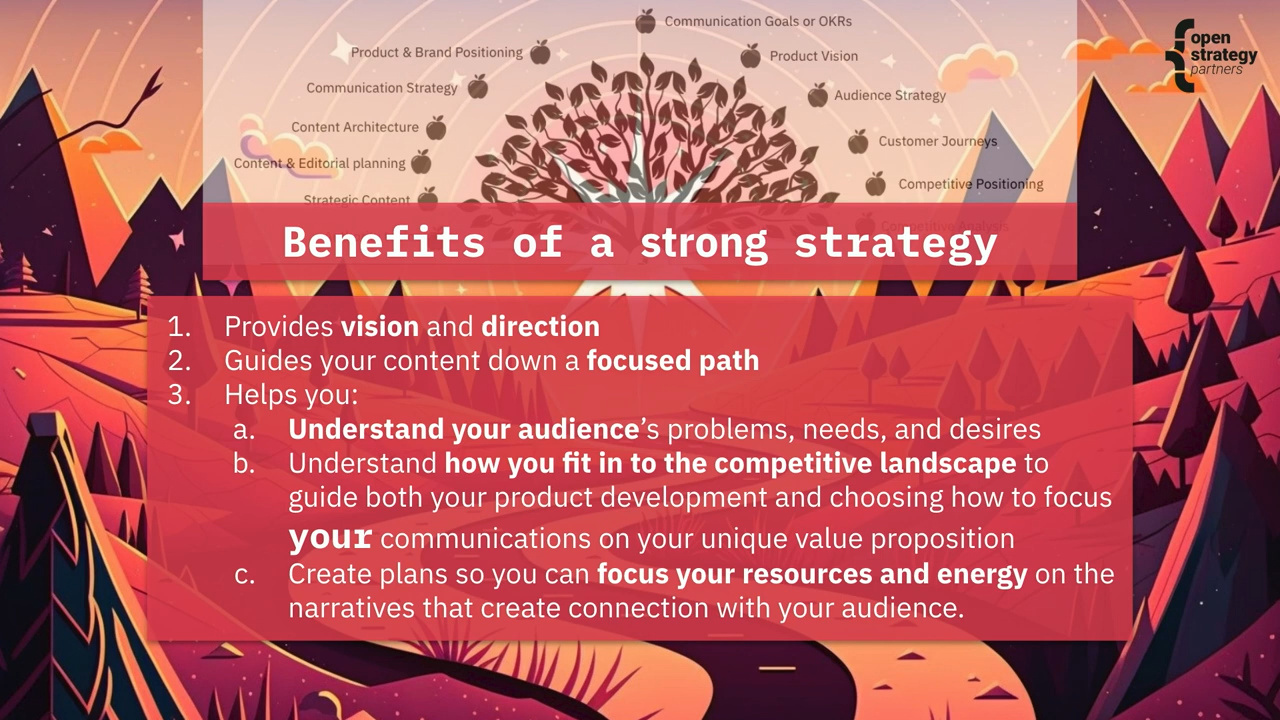 Communication Goals or OKRs
Product & Brand Positioning
Product Vision
Communication Strategy
Audience Strategy
Content Architecture
Customer Journeys
Content & Editorial planning
Competitive Positioning
Strategic Content
Competitive Analysis
open
strategy
partners
Benefits of a strong strategy
1. Provides vision and direction
2. Guides your content down a focused path
3. Helps you:
a. Understand your audience’s problems, needs, and desires
b. Understand how you fit in to the competitive landscape to
guide both your product development and choosing how to focus
your communications on your unique value proposition
c. Create plans so you can focus your resources and energy on the
narratives that create connection with your audience.